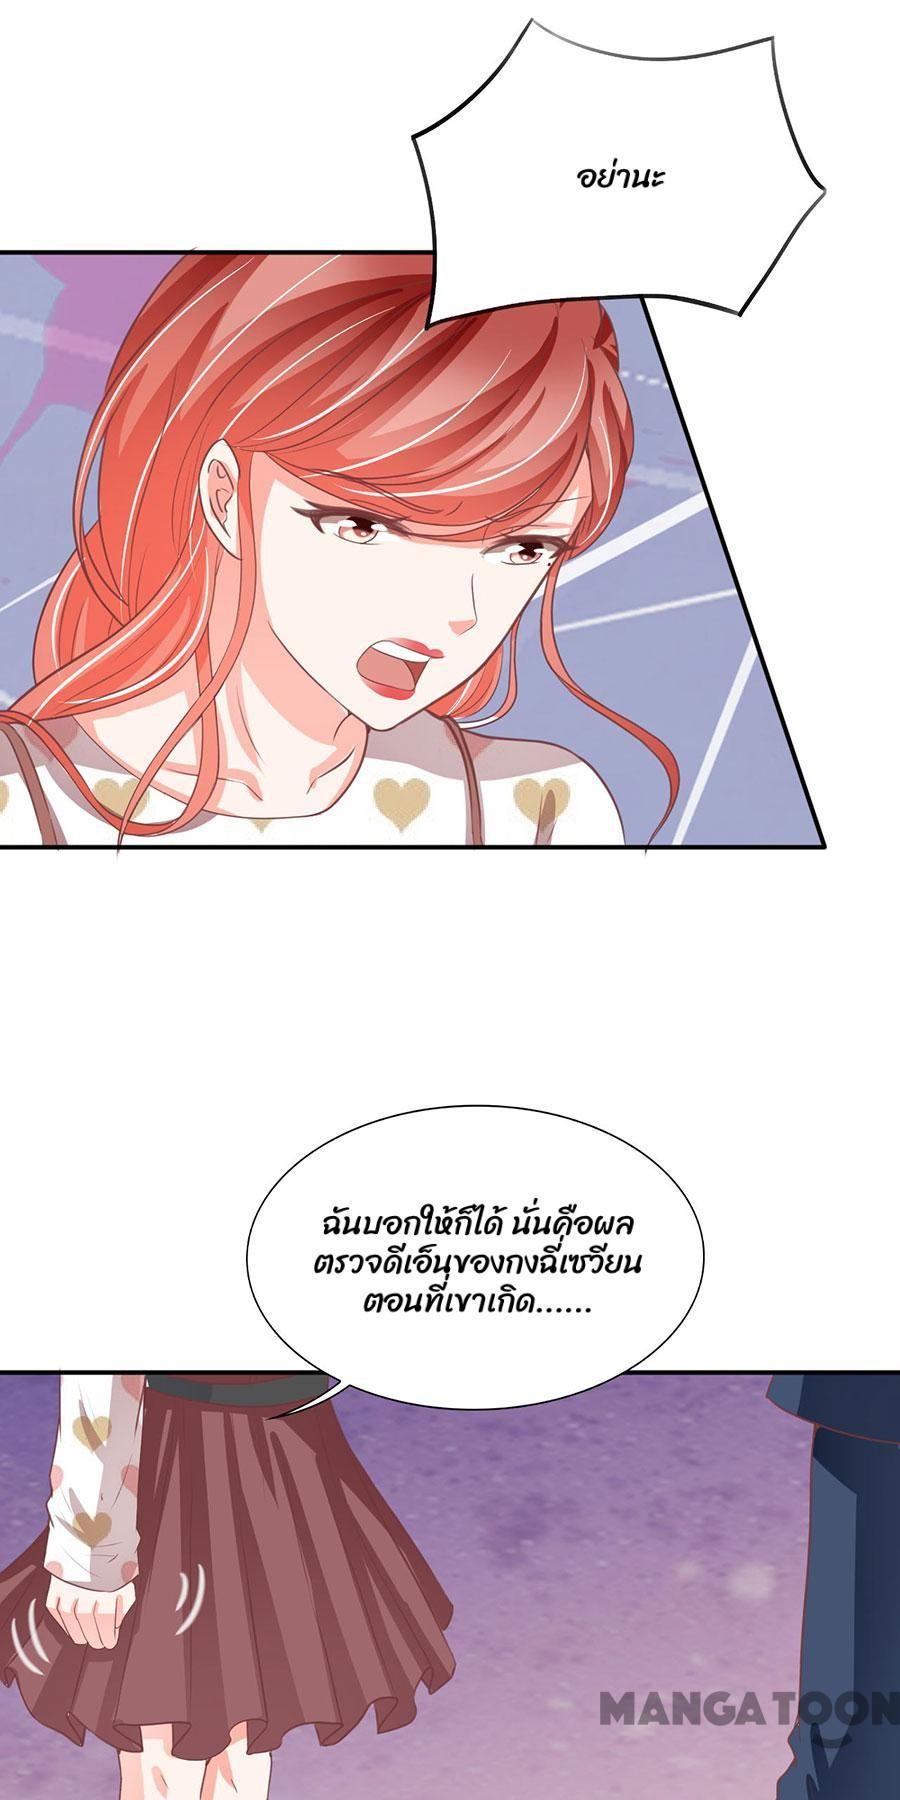 อย่านะ
ฉันบอกให้ก็ได้ นั่นคือผล
ตรวจดีเอ็นของกงฉี่เซวียน
ตอนที่เขาเกิด......
MANGATOON